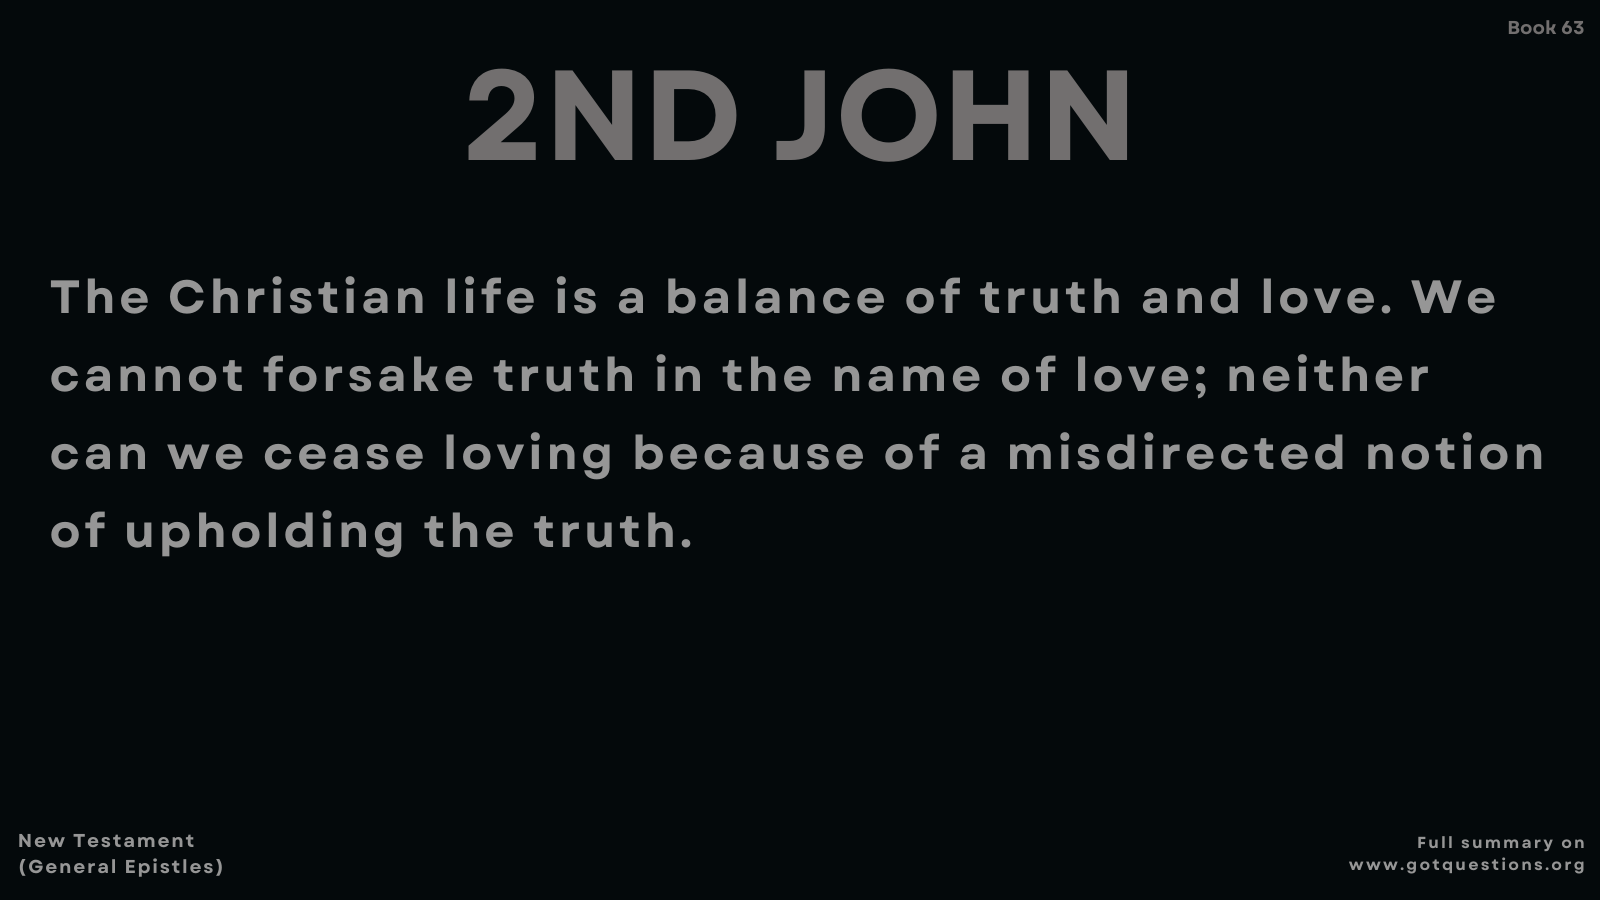 Book 63
2ND JOHN
The Christian life is a balance of truth and love. We
cannot forsake truth in the name of love; neither
can we cease loving because of a misdirected notion
of upholding the truth.
New Testament
(General Epistles)
Full summary on
www.gotquestions.org